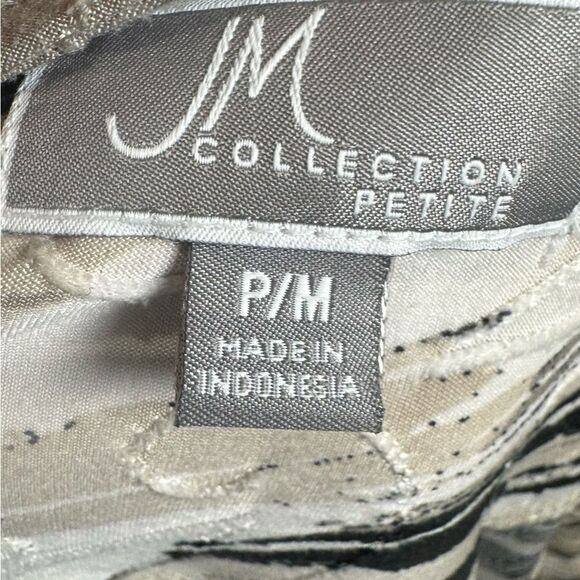 JM
COLLECTION
PETITE
P/M
MADE IN
INDONESIA